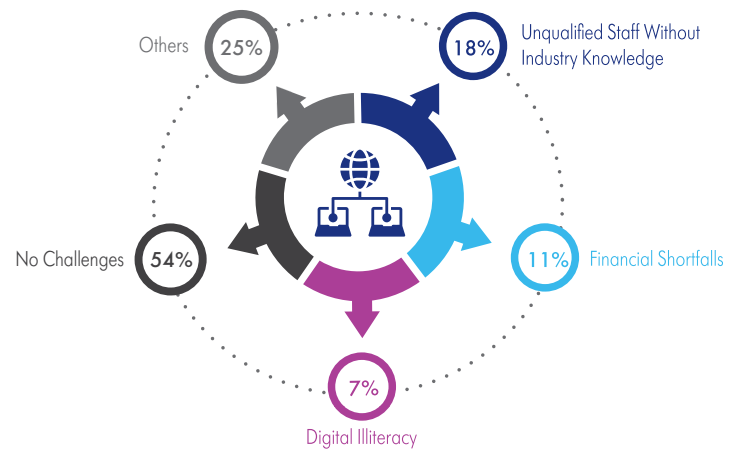 Others
25%
18%
Unqualified Staff Without
Industry Knowledge
No Challenges
54%
11%
Financial Shortfalls
7%
Digital Illiteracy